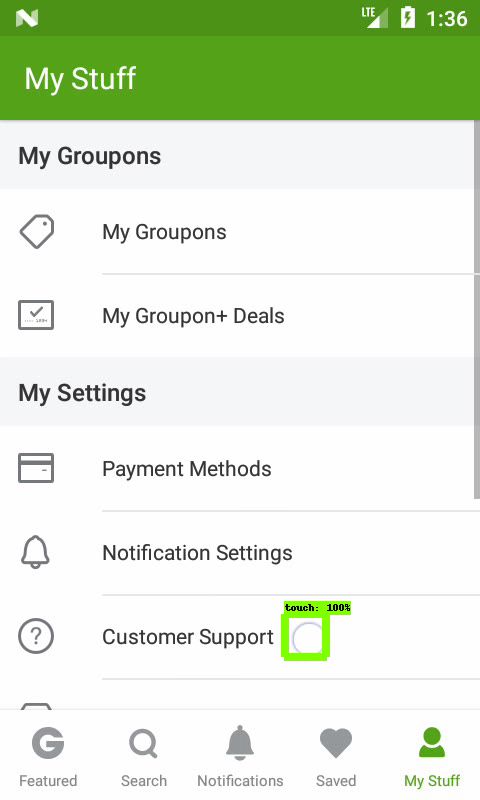 LTE 1:36
My Stuff
My Groupons
My Groupons
My Groupon+ Deals
My Settings
Payment Methods
Notification Settings
touch: 100%
Customer Support
Featured
Search
Notifications
Saved
My Stuff